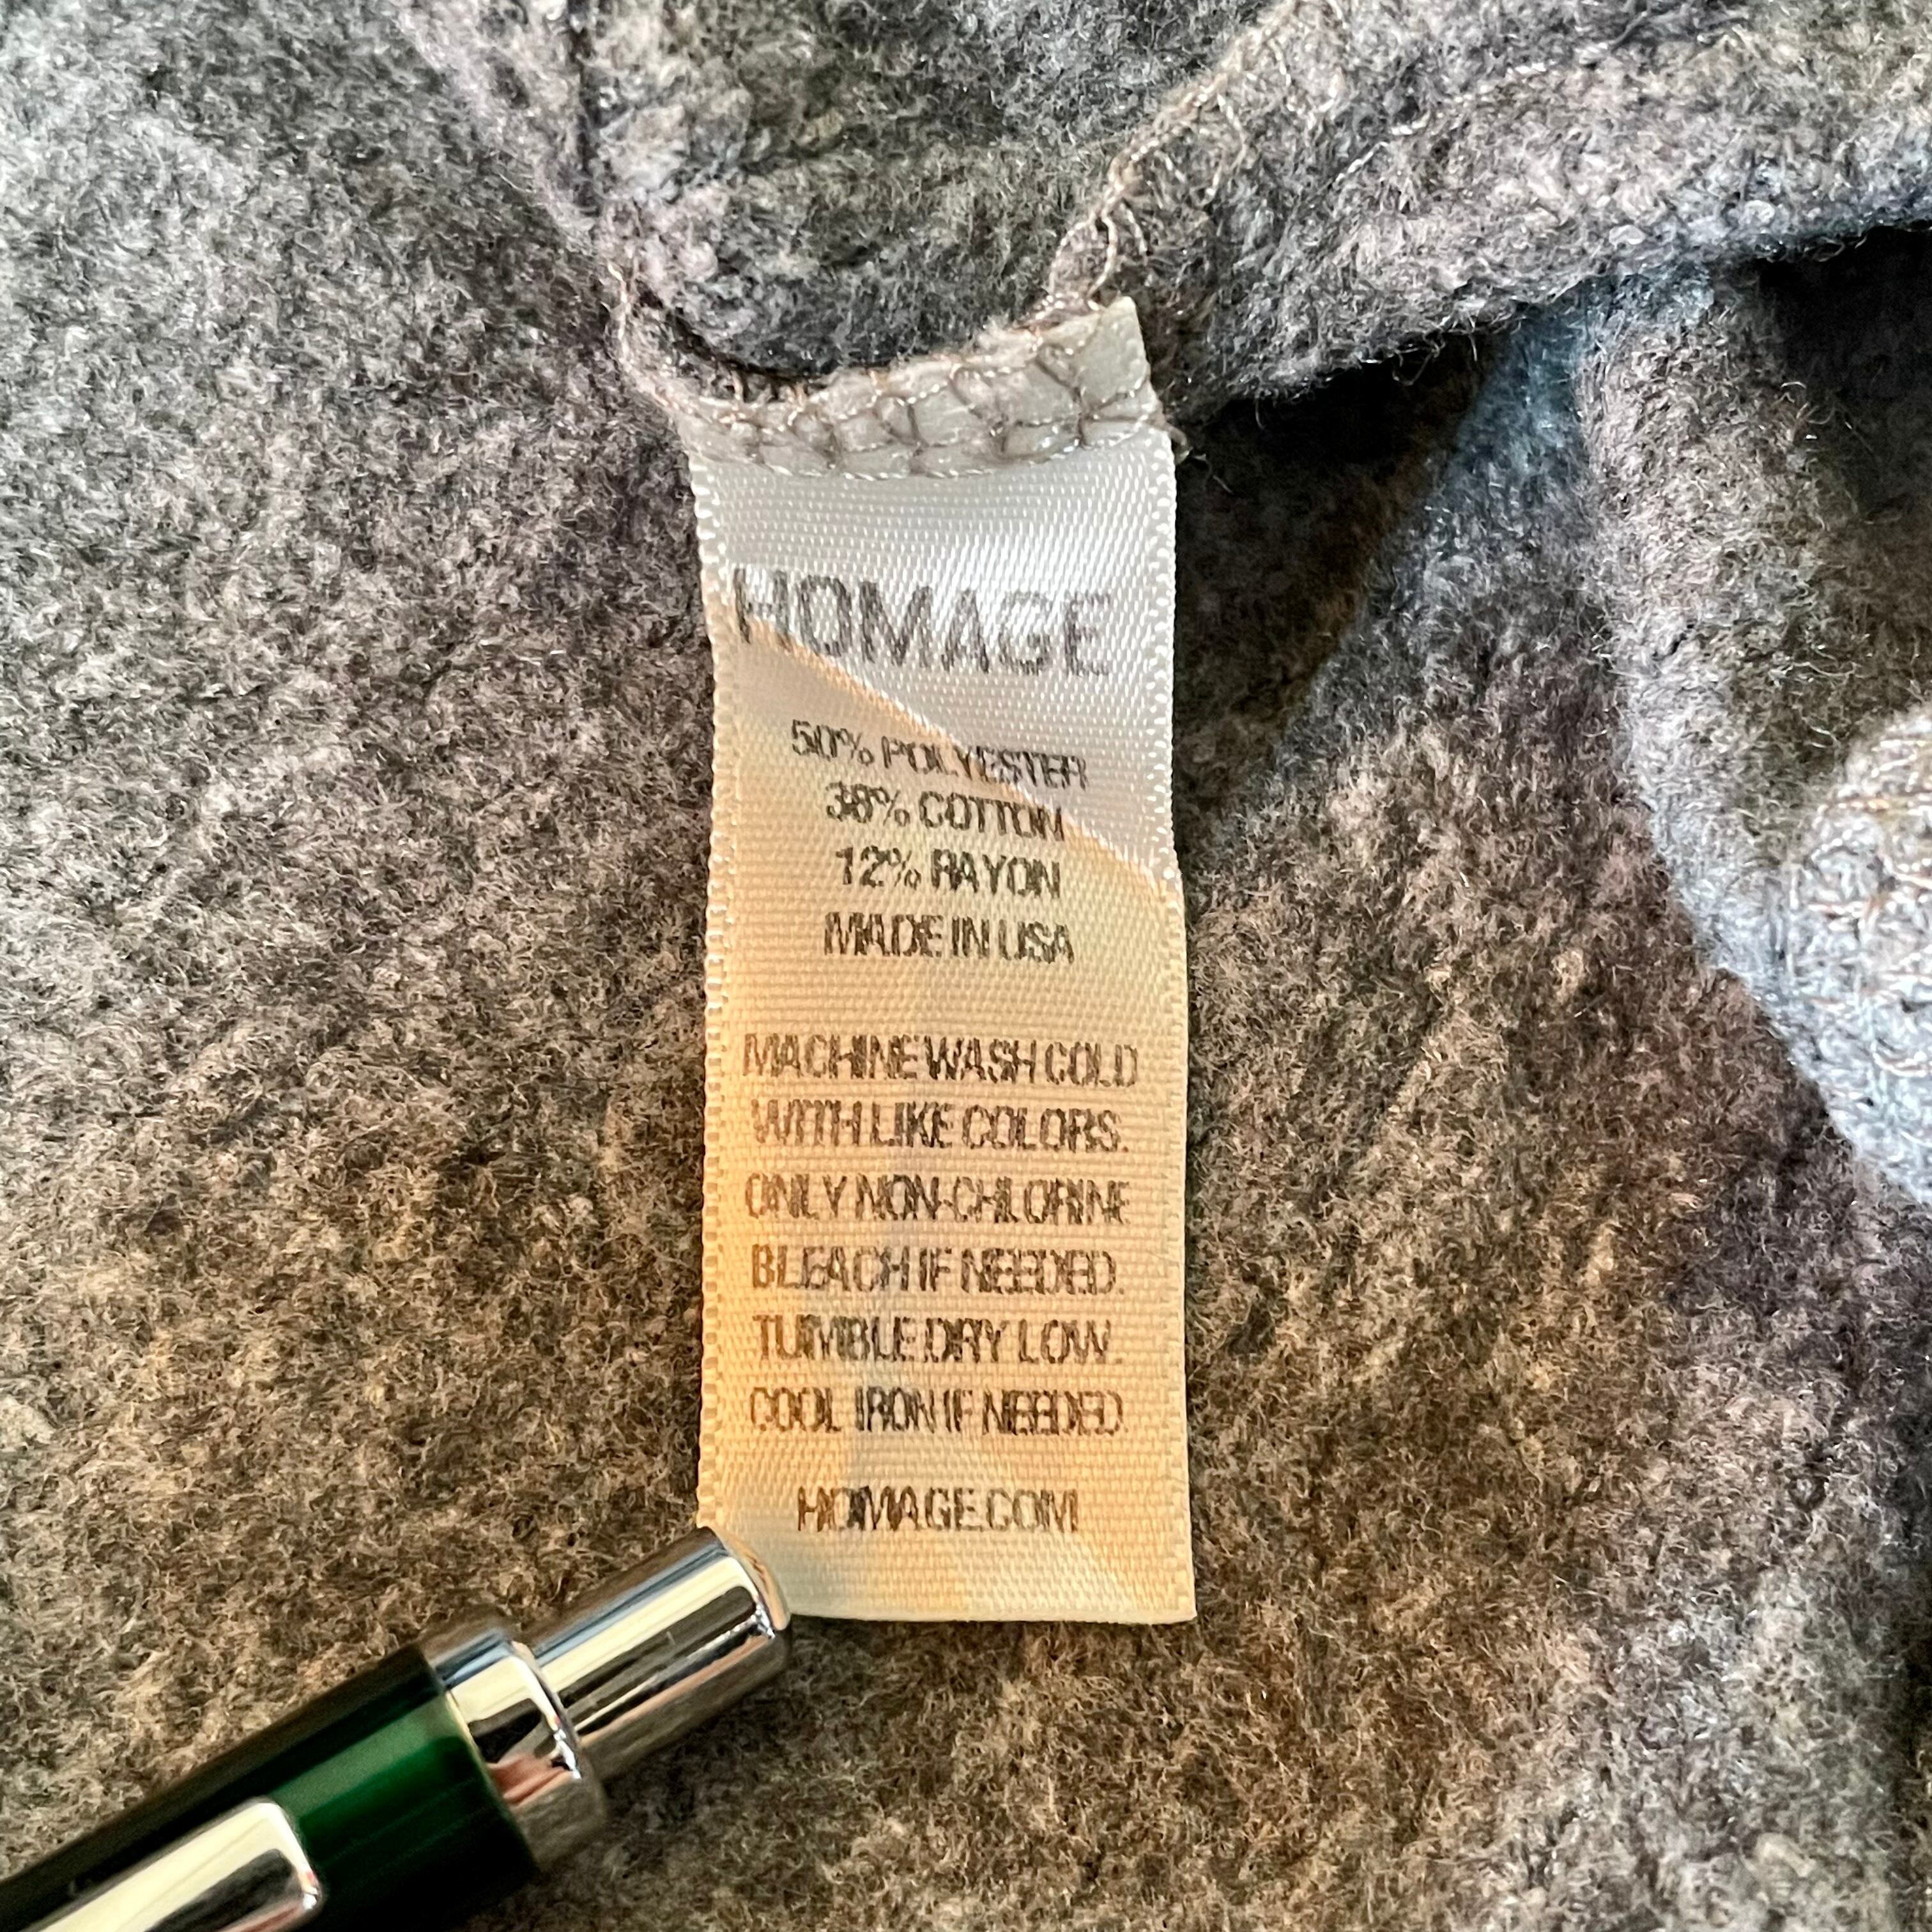 HOMAGE
50% POLYESTER
38% COTTON
12% RAYON
MADE IN USA
MACHINE WASH COLD
WITH LIKE COLORS.
ONLY NON-CHLORINE
BLEACH IF NEEDED.
TUMBLE DRY LOW.
COOL IRON IF NEEDED
HOMAGE.COM